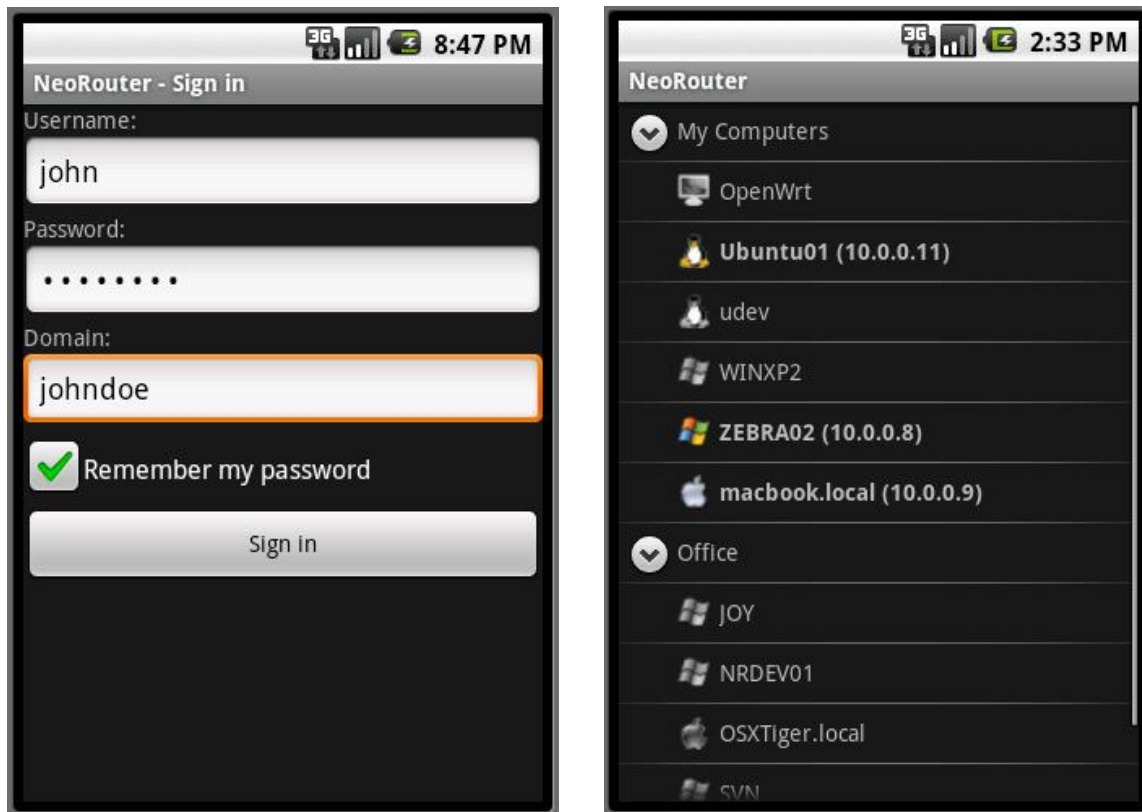 8:47 PM
NeoRouter - Sign in
Username:
john
Password:
••••••••
Domain:
johndoe
Remember my password
Sign in
2:33 PM
NeoRouter
My Computers
OpenWrt
Ubuntu01 (10.0.0.11)
udev
WINXP2
ZEBRA02 (10.0.0.8)
macbook.local (10.0.0.9)
Office
JOY
NRDEV01
OSXTiger.local
SVN